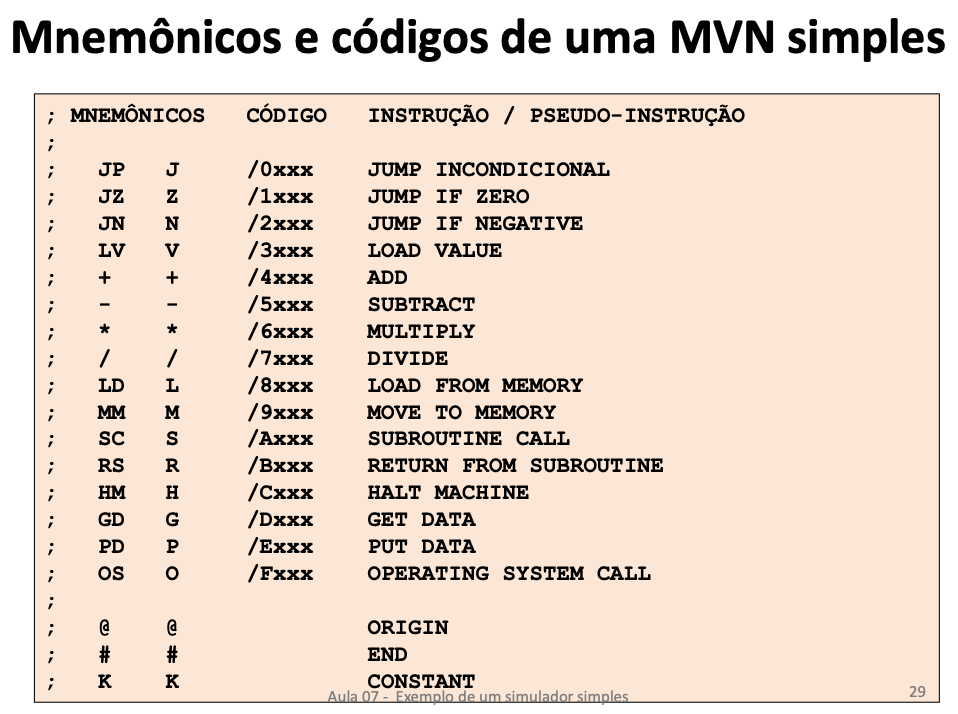 Mnemônicos e códigos de uma MVN simples
; MNEMÔNICOS CÓDIGO INSTRUÇÃO / PSEUDO-INSTRUÇÃO
;
; JP J /0xxx JUMP INCONDICIONAL
; JZ Z /1xxx JUMP IF ZERO
; JN N /2xxx JUMP IF NEGATIVE
; LV V /3xxx LOAD VALUE
; + + /4xxx ADD
; - - /5xxx SUBTRACT
; * * /6xxx MULTIPLY
; / / /7xxx DIVIDE
; LD L /8xxx LOAD FROM MEMORY
; MM M /9xxx MOVE TO MEMORY
; SC S /Axxx SUBROUTINE CALL
; RS R /Bxxx RETURN FROM SUBROUTINE
; HM H /Cxxx HALT MACHINE
; GD G /Dxxx GET DATA
; PD P /Exxx PUT DATA
; OS O /Fxxx OPERATING SYSTEM CALL
;
; @ @ ORIGIN
; # # END
; K K CONSTANT
Aula 07 - Exemplo de um simulador simples
29